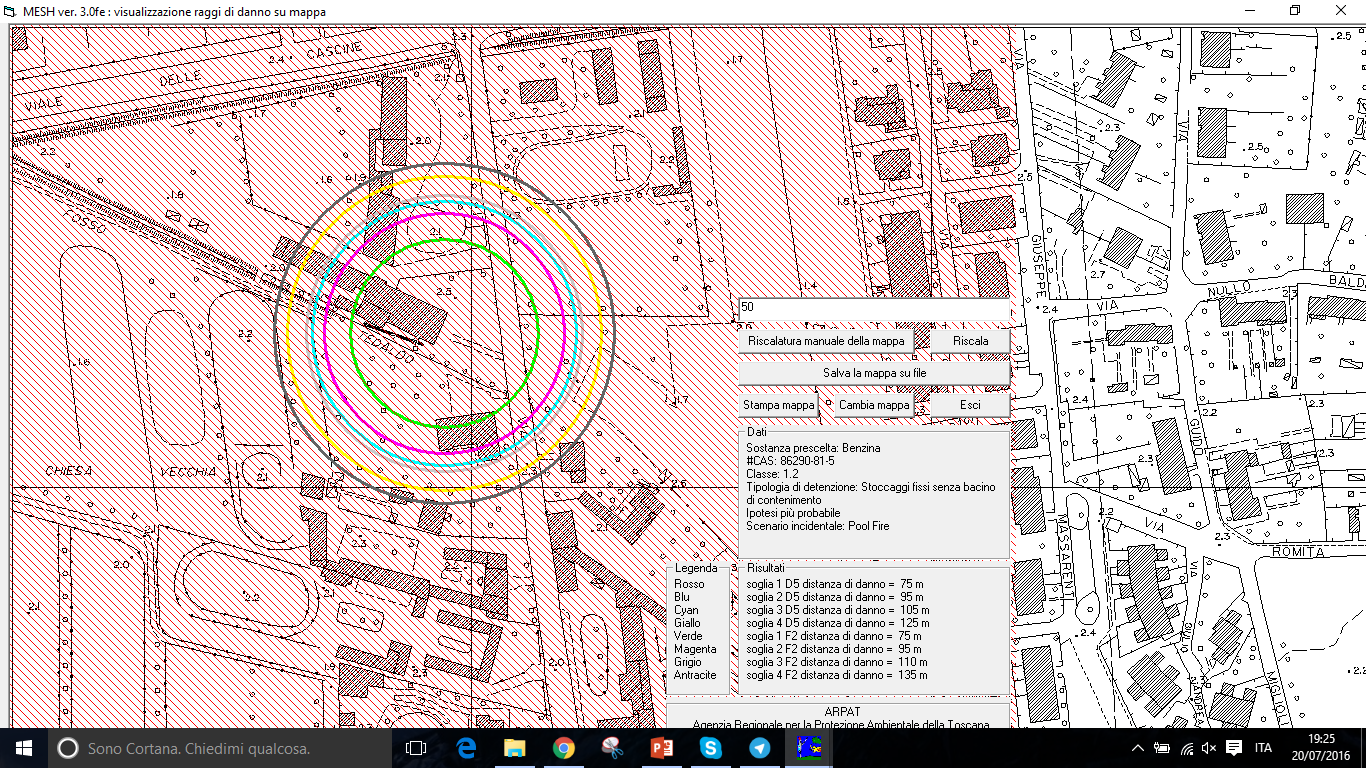 MESH ver. 3.0fe : visualizzazione raggi di danno su mappa
VIALE DELLE CASCINE
FOSSO
TEDALDO
CHIESA VECCHIA
VIA
GIUSEPPE
MASSARENTI
VIA
VIA NULLO BALD
GUIDO
VIA
ROMITA
VIA
MIGLIOLI
50
Riscalatura manuale della mappa
Riscala
Salva la mappa su file
Stampa mappa
Cambia mappa
Esci
Dati
Sostanza prescelta: Benzina
#CAS: 86290-81-5
Classe: 1.2
Tipologia di detenzione: Stoccaggi fissi senza bacino
di contenimento
Ipotesi più probabile
Scenario incidentale: Pool Fire
Legenda
Rosso
Blu
Cyan
Giallo
Verde
Magenta
Grigio
Antracite
Risultati
soglia 1 D5 distanza di danno = 75 m
soglia 2 D5 distanza di danno = 95 m
soglia 3 D5 distanza di danno = 105 m
soglia 4 D5 distanza di danno = 125 m
soglia 1 F2 distanza di danno = 75 m
soglia 2 F2 distanza di danno = 95 m
soglia 3 F2 distanza di danno = 110 m
soglia 4 F2 distanza di danno = 135 m
ARPAT
Agenzia Regionale per la Protezione Ambientale della Toscana
Sono Cortana. Chiedimi qualcosa.
ITA
19:25
20/07/2016